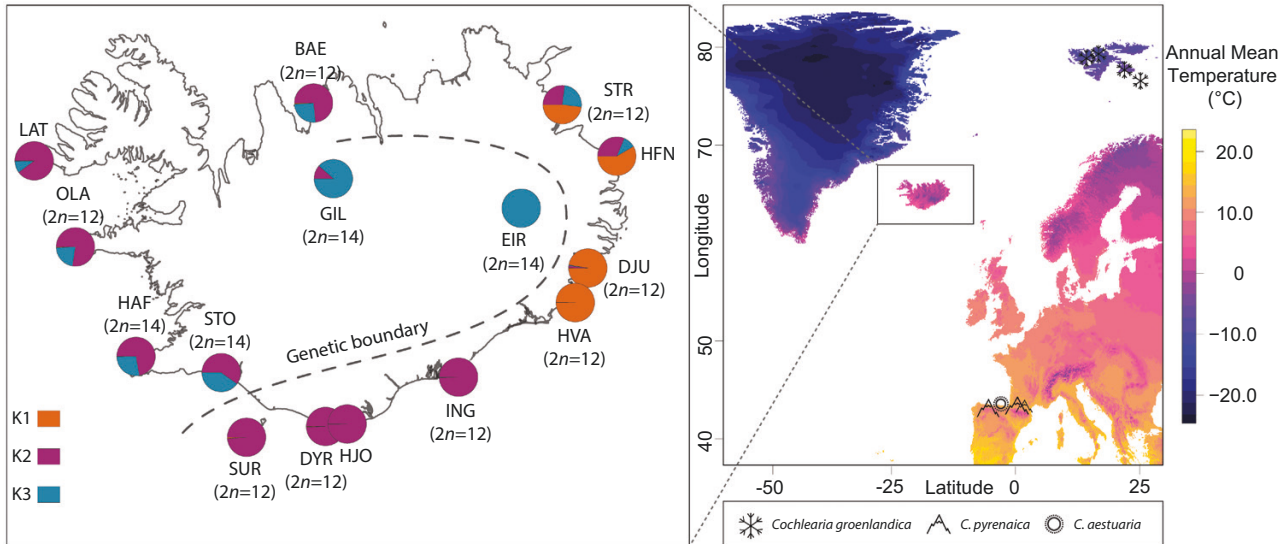 BAE
(2n=12)
STR
(2n=12)
LAT
HFN
OLA
(2n=12)
GIL
(2n=14)
EIR
(2n=14)
DJU
(2n=12)
HAF
(2n=14)
STO
(2n=14)
HVA
(2n=12)
Genetic boundary
ING
(2n=12)
K1
K2
K3
SUR
(2n=12)
DYR
(2n=12)
HJO
80
70
50
40
Longitude
-50
-25
Latitude
0
25
Annual Mean
Temperature
(°C)
20.0
10.0
0
−10.0
−20.0
Cochlearia groenlandica
C. pyrenaica
C. aestuaria